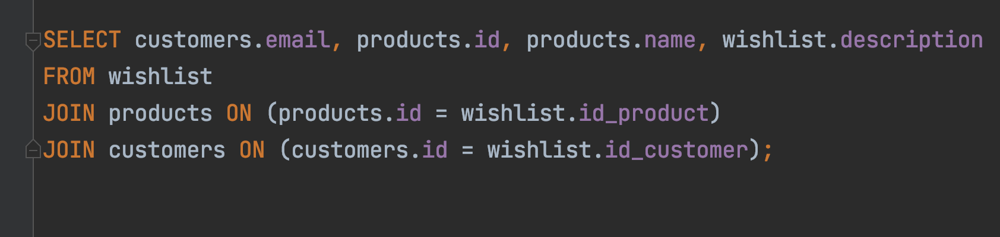 SELECT customers.email, products.id, products.name, wishlist.description
FROM wishlist
JOIN products ON (products.id = wishlist.id_product)
JOIN customers ON (customers.id = wishlist.id_customer);